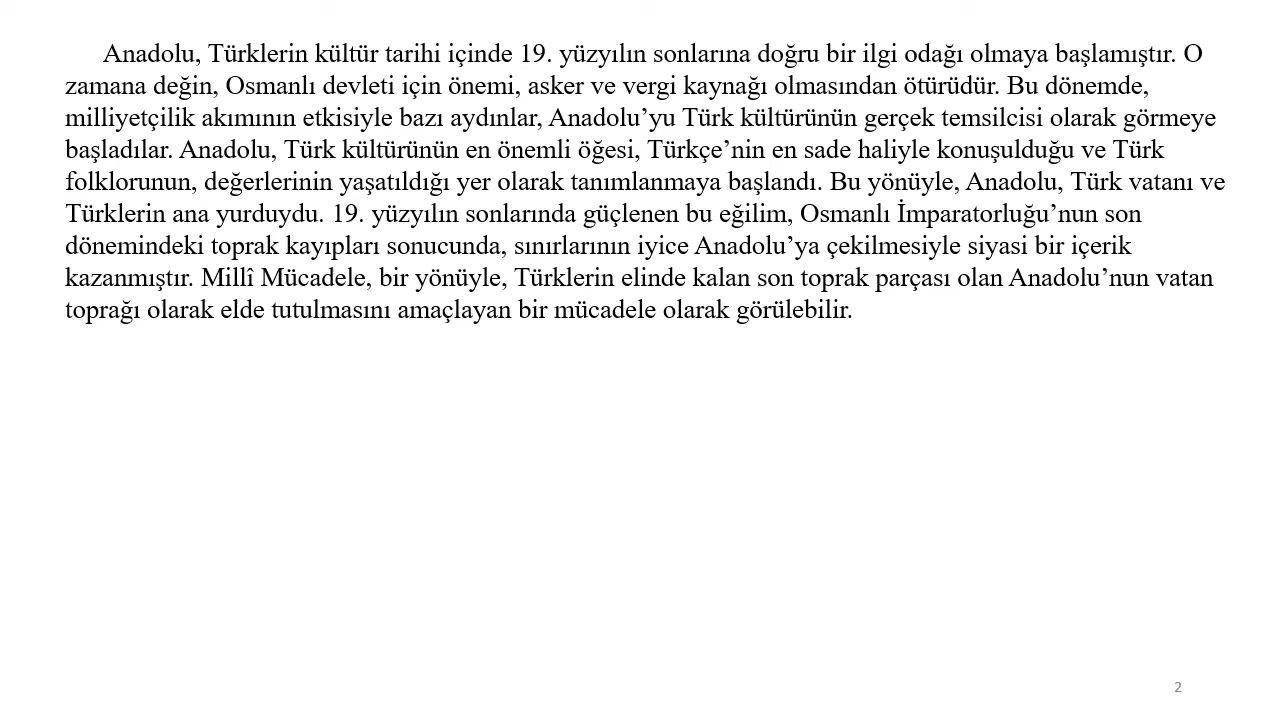 Anadolu, Türklerin kültür tarihi içinde 19. yüzyılın sonlarına doğru bir ilgi odağı olmaya başlamıştır. O
zamana değin, Osmanlı devleti için önemi, asker ve vergi kaynağı olmasından ötürüdür. Bu dönemde,
milliyetçilik akımının etkisiyle bazı aydınlar, Anadolu’yu Türk kültürünün gerçek temsilcisi olarak görmeye
başladılar. Anadolu, Türk kültürünün en önemli öğesi, Türkçe’nin en sade haliyle konuşulduğu ve Türk
folklorunun, değerlerinin yaşatıldığı yer olarak tanımlanmaya başlandı. Bu yönüyle, Anadolu, Türk vatanı ve
Türklerin ana yurduydu. 19. yüzyılın sonlarında güçlenen bu eğilim, Osmanlı İmparatorluğu’nun son
dönemindeki toprak kayıpları sonucunda, sınırlarının iyice Anadolu’ya çekilmesiyle siyasi bir içerik
kazanmıştır. Millî Mücadele, bir yönüyle, Türklerin elinde kalan son toprak parçası olan Anadolu’nun vatan
toprağı olarak elde tutulmasını amaçlayan bir mücadele olarak görülebilir.
2